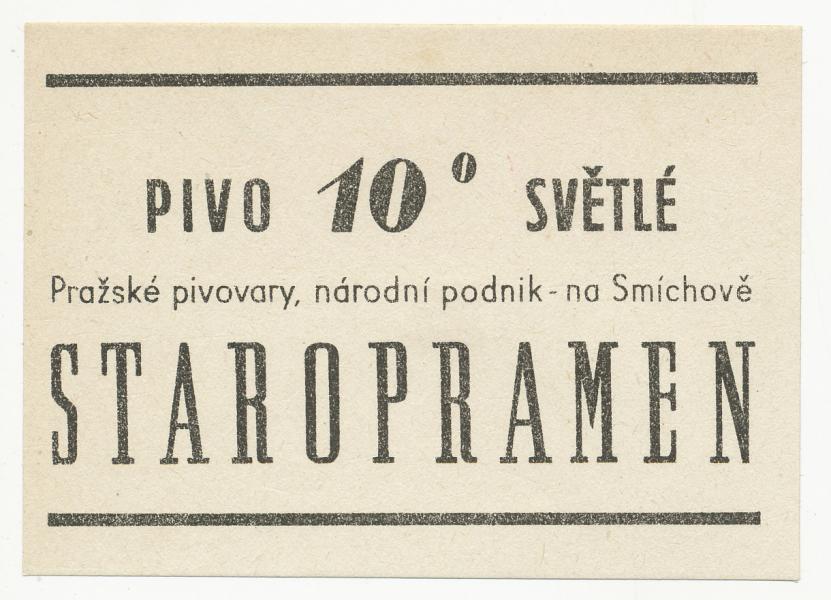 PIVO 10° SVĚTLÉ
Pražské pivovary, národní podnik - na Smíchově
STAROPRAMEN